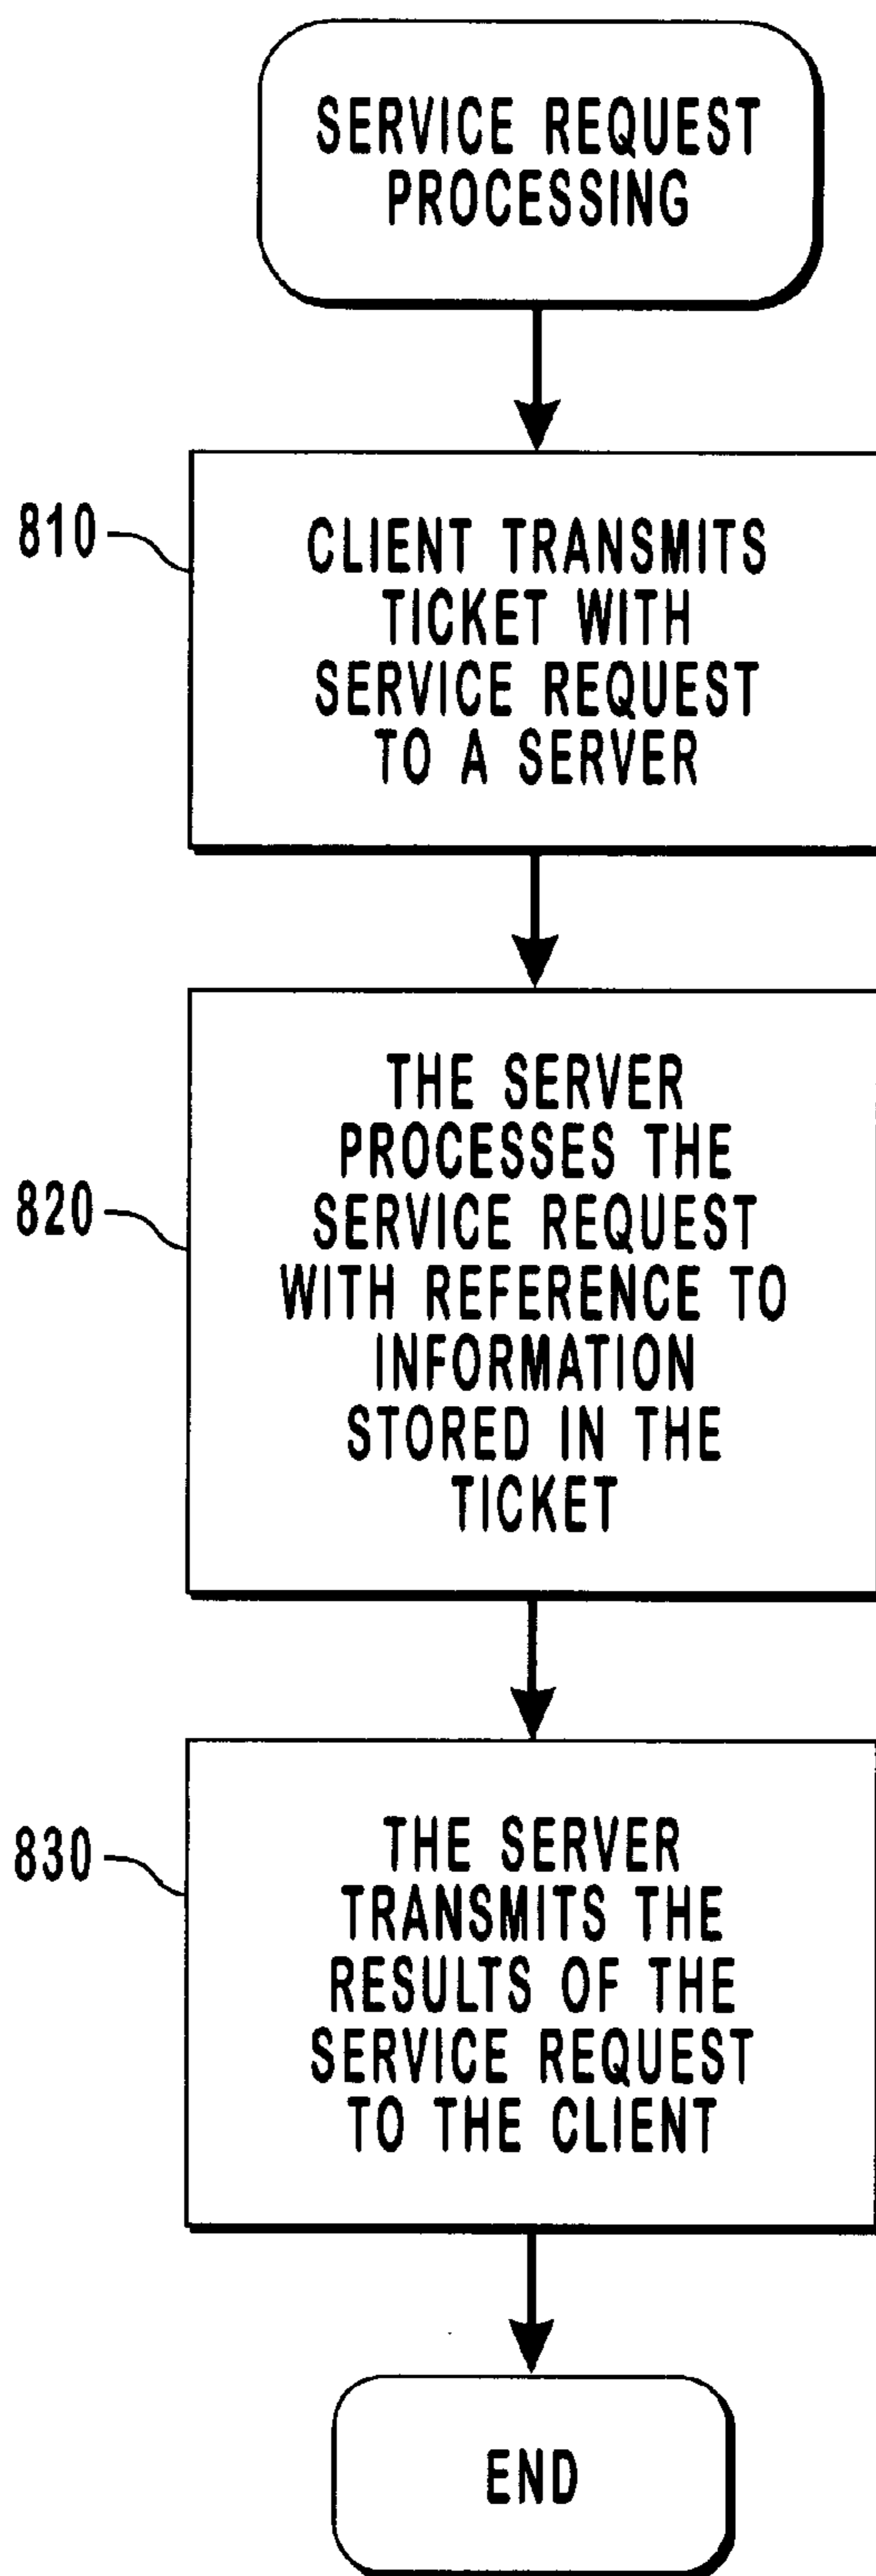 SERVICE REQUEST
PROCESSING
810
CLIENT TRANSMITS
TICKET WITH
SERVICE REQUEST
TO A SERVER
820
THE SERVER
PROCESSES THE
SERVICE REQUEST
WITH REFERENCE TO
INFORMATION
STORED IN THE
TICKET
830
THE SERVER
TRANSMITS THE
RESULTS OF THE
SERVICE REQUEST
TO THE CLIENT
END